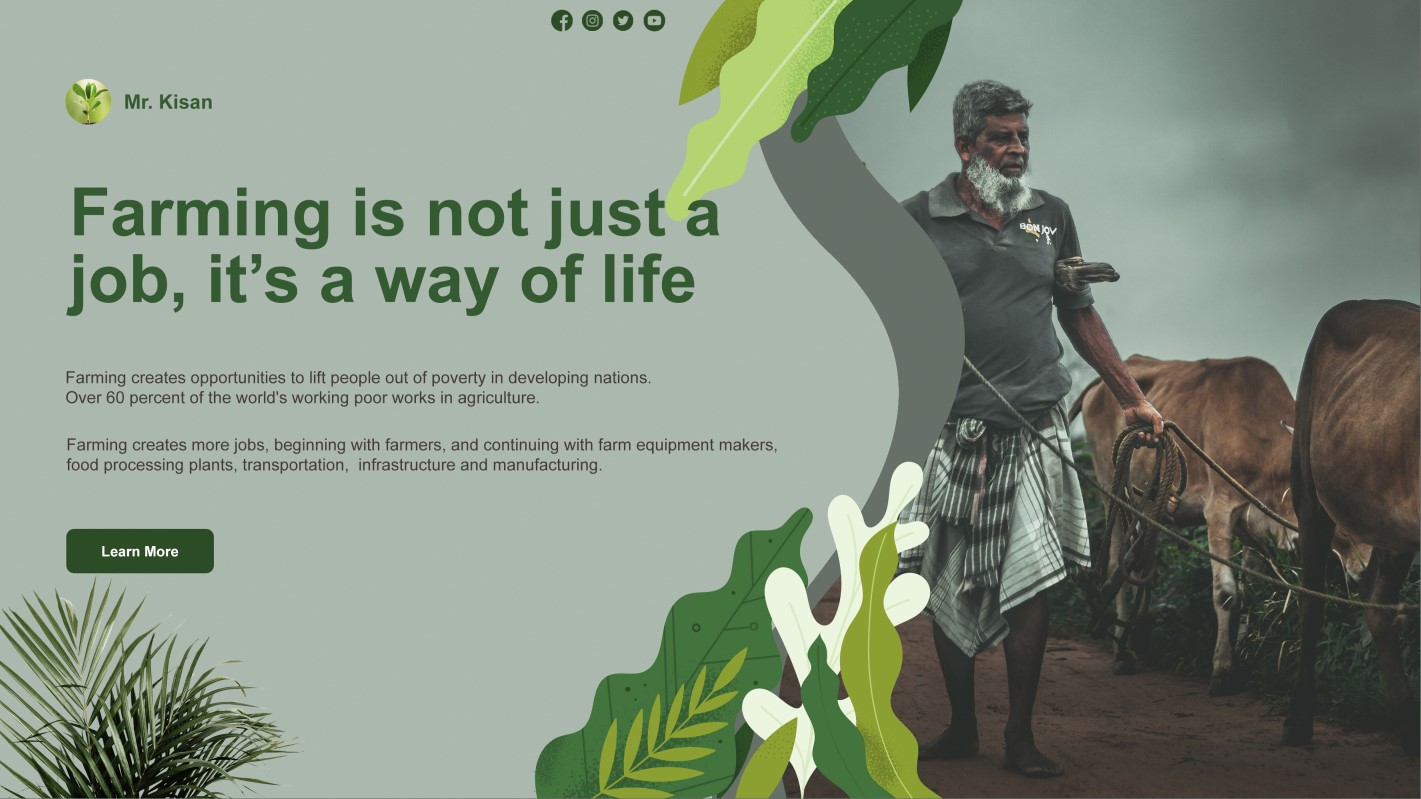 Mr. Kisan
Farming is not just a
job, it’s a way of life
Farming creates opportunities to lift people out of poverty in developing nations.
Over 60 percent of the world's working poor works in agriculture.
Farming creates more jobs, beginning with farmers, and continuing with farm equipment makers,
food processing plants, transportation,  infrastructure and manufacturing.
Learn More
BON JOVI